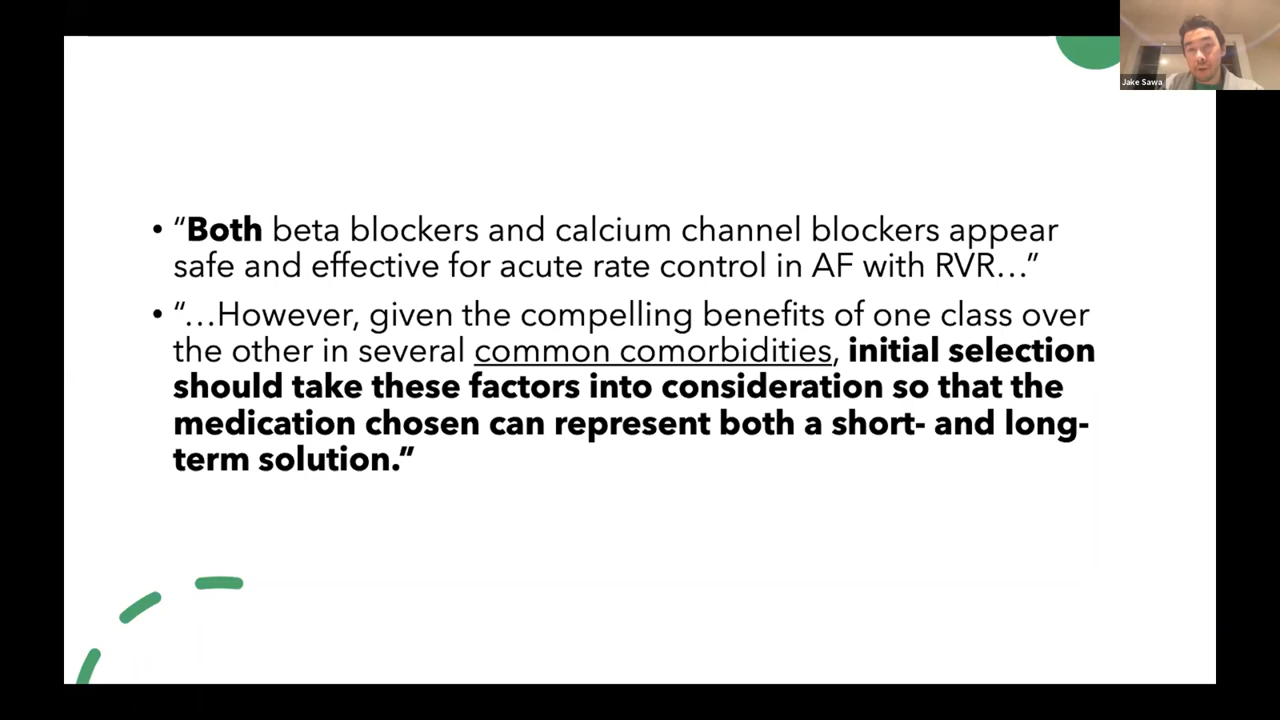 Jake Sawa
• “Both beta blockers and calcium channel blockers appear
safe and effective for acute rate control in AF with RVR…”
• “…However, given the compelling benefits of one class over
the other in several common comorbidities, initial selection
should take these factors into consideration so that the
medication chosen can represent both a short- and long-
term solution.”